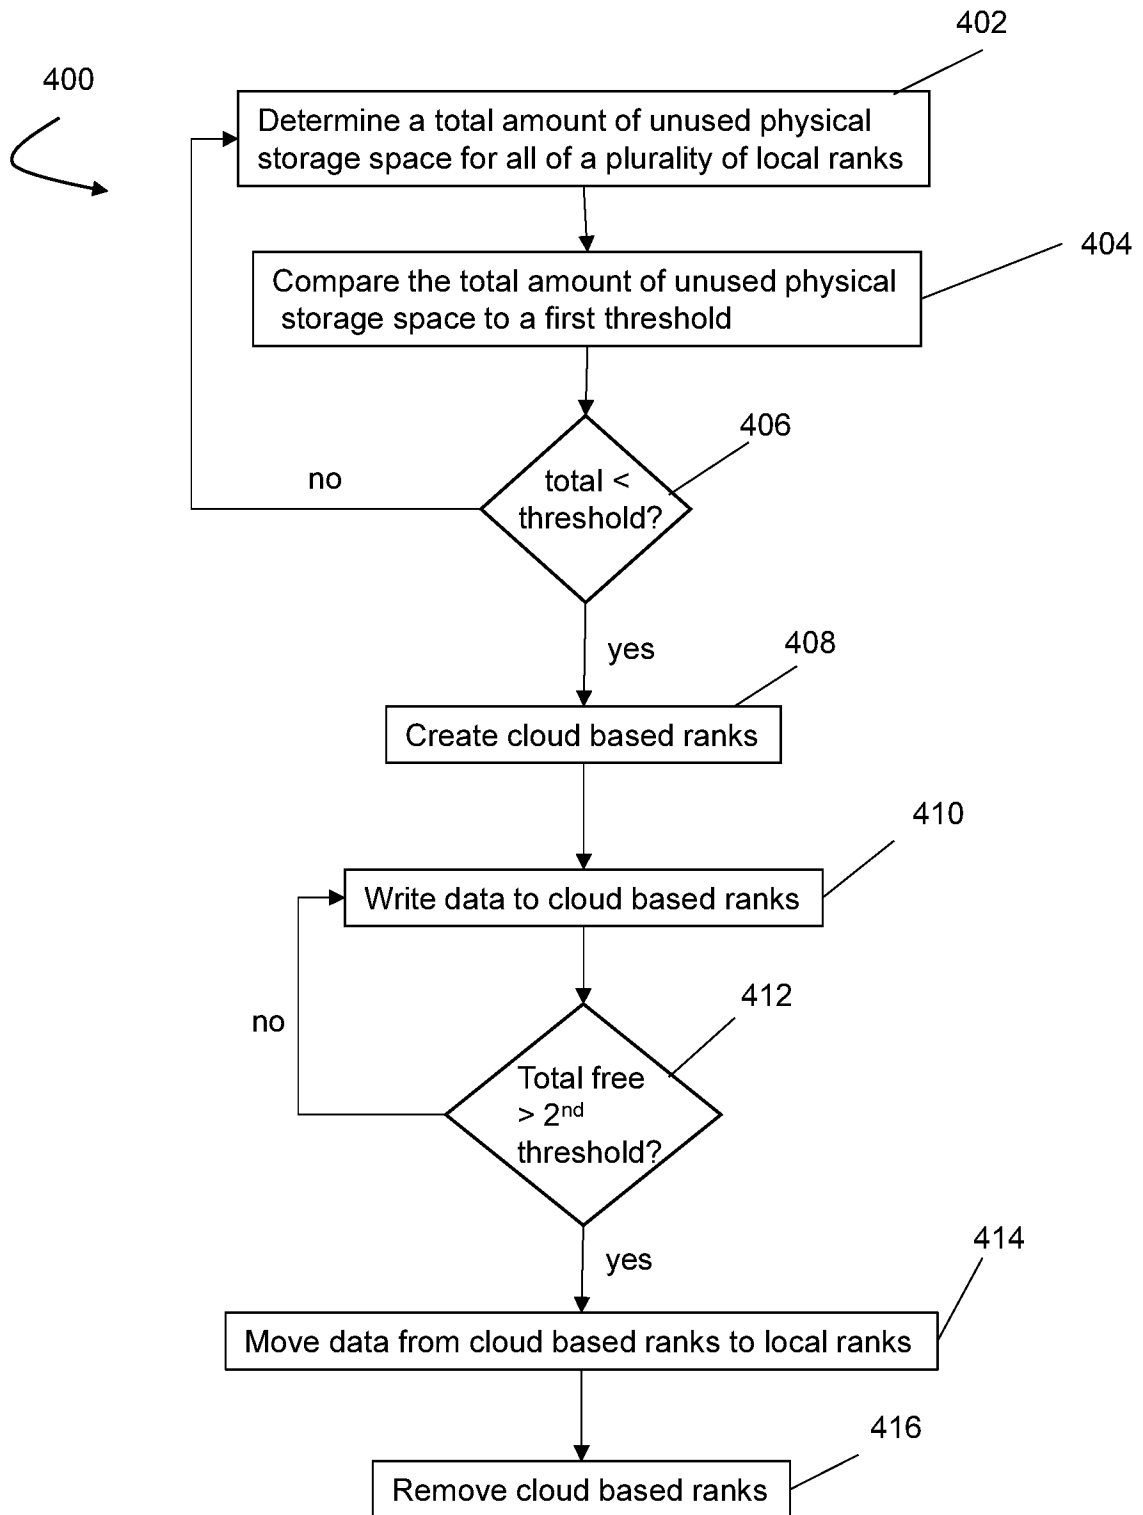 402
400
Determine a total amount of unused physical
storage space for all of a plurality of local ranks
404
Compare the total amount of unused physical
storage space to a first threshold
406
total <
threshold?
no
yes
408
Create cloud based ranks
410
Write data to cloud based ranks
412
no
Total free
> 2nd
threshold?
yes
414
Move data from cloud based ranks to local ranks
416
Remove cloud based ranks